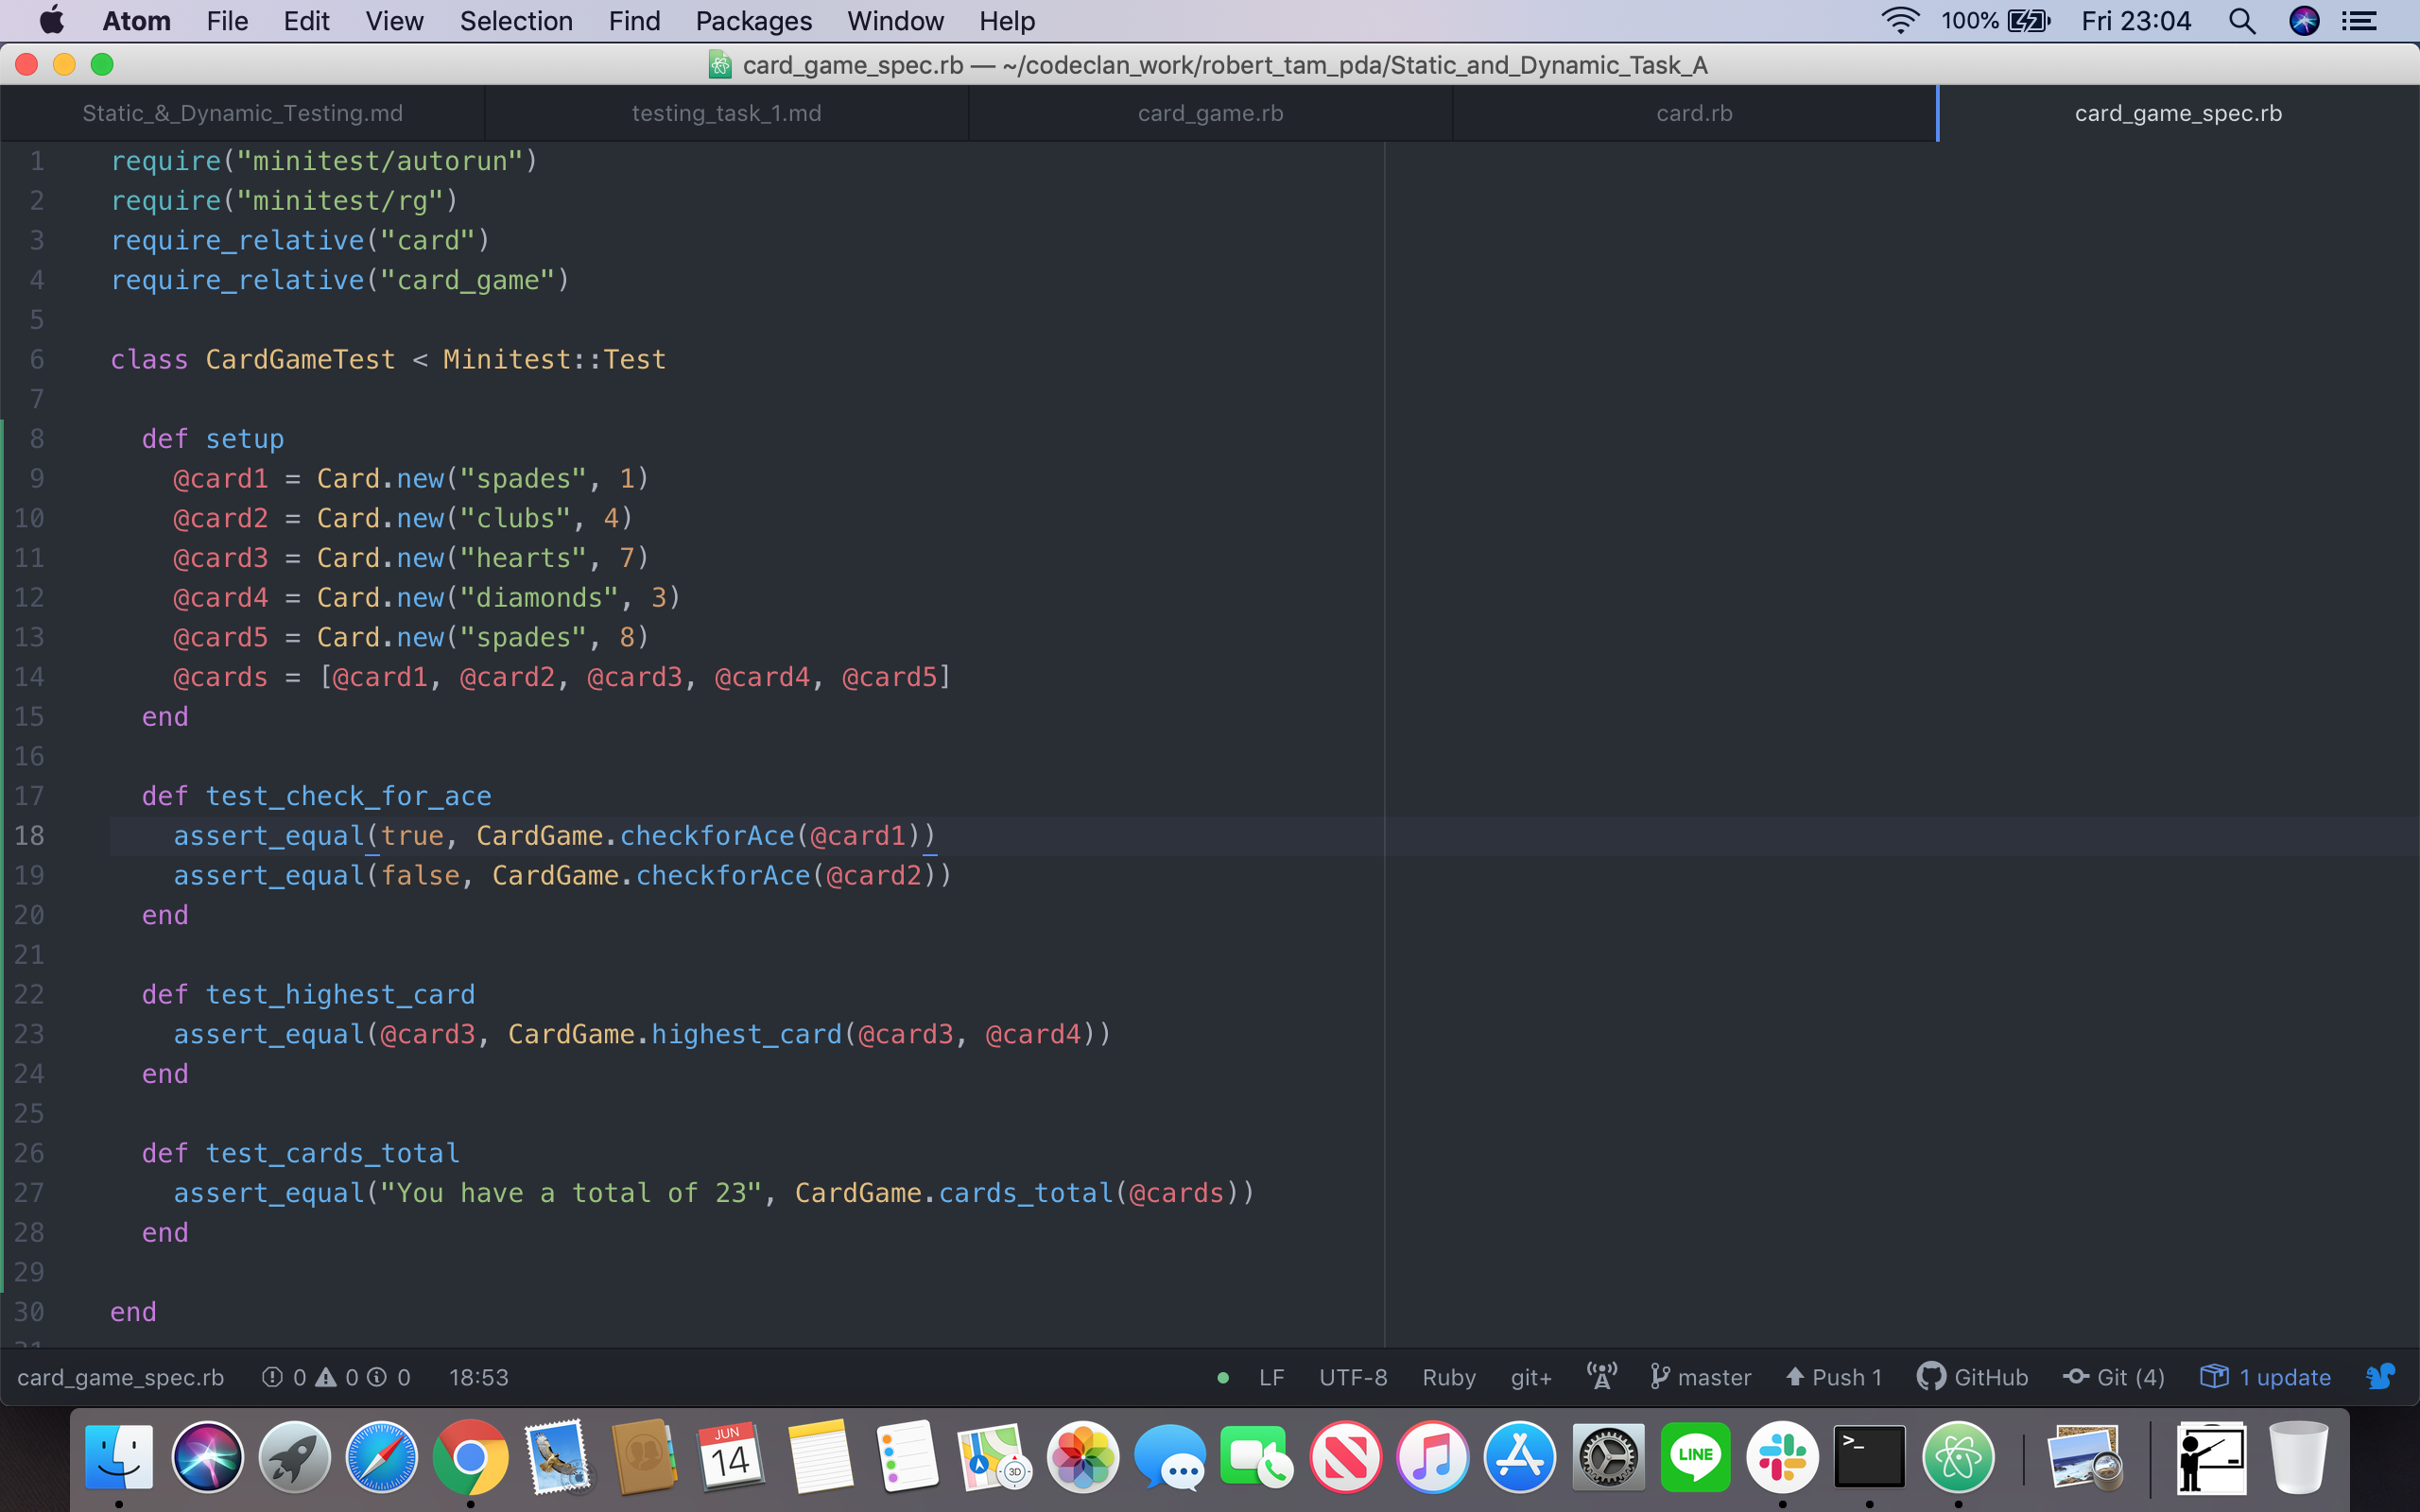 Atom File Edit View Selection Find Packages Window Help 100% Fri 23:04
card_game_spec.rb — ~/codeclan_work/robert_tam_pda/Static_and_Dynamic_Task_A
Static_&_Dynamic_Testing.md testing_task_1.md card_game.rb card.rb card_game_spec.rb
1 require("minitest/autorun")
2 require("minitest/rg")
3 require_relative("card")
4 require_relative("card_game")
5
6 class CardGameTest < Minitest::Test
7
8 def setup
9 @card1 = Card.new("spades", 1)
10 @card2 = Card.new("clubs", 4)
11 @card3 = Card.new("hearts", 7)
12 @card4 = Card.new("diamonds", 3)
13 @card5 = Card.new("spades", 8)
14 @cards = [@card1, @card2, @card3, @card4, @card5]
15 end
16
17 def test_check_for_ace
18 assert_equal(true, CardGame.checkforAce(@card1))
19 assert_equal(false, CardGame.checkforAce(@card2))
20 end
21
22 def test_highest_card
23 assert_equal(@card3, CardGame.highest_card(@card3, @card4))
24 end
25
26 def test_cards_total
27 assert_equal("You have a total of 23", CardGame.cards_total(@cards))
28 end
29
30 end
31
card_game_spec.rb 0 0 0 18:53 LF UTF-8 Ruby git+ master Push 1 GitHub Git (4) 1 update
JUN
14
3D
LINE
>_